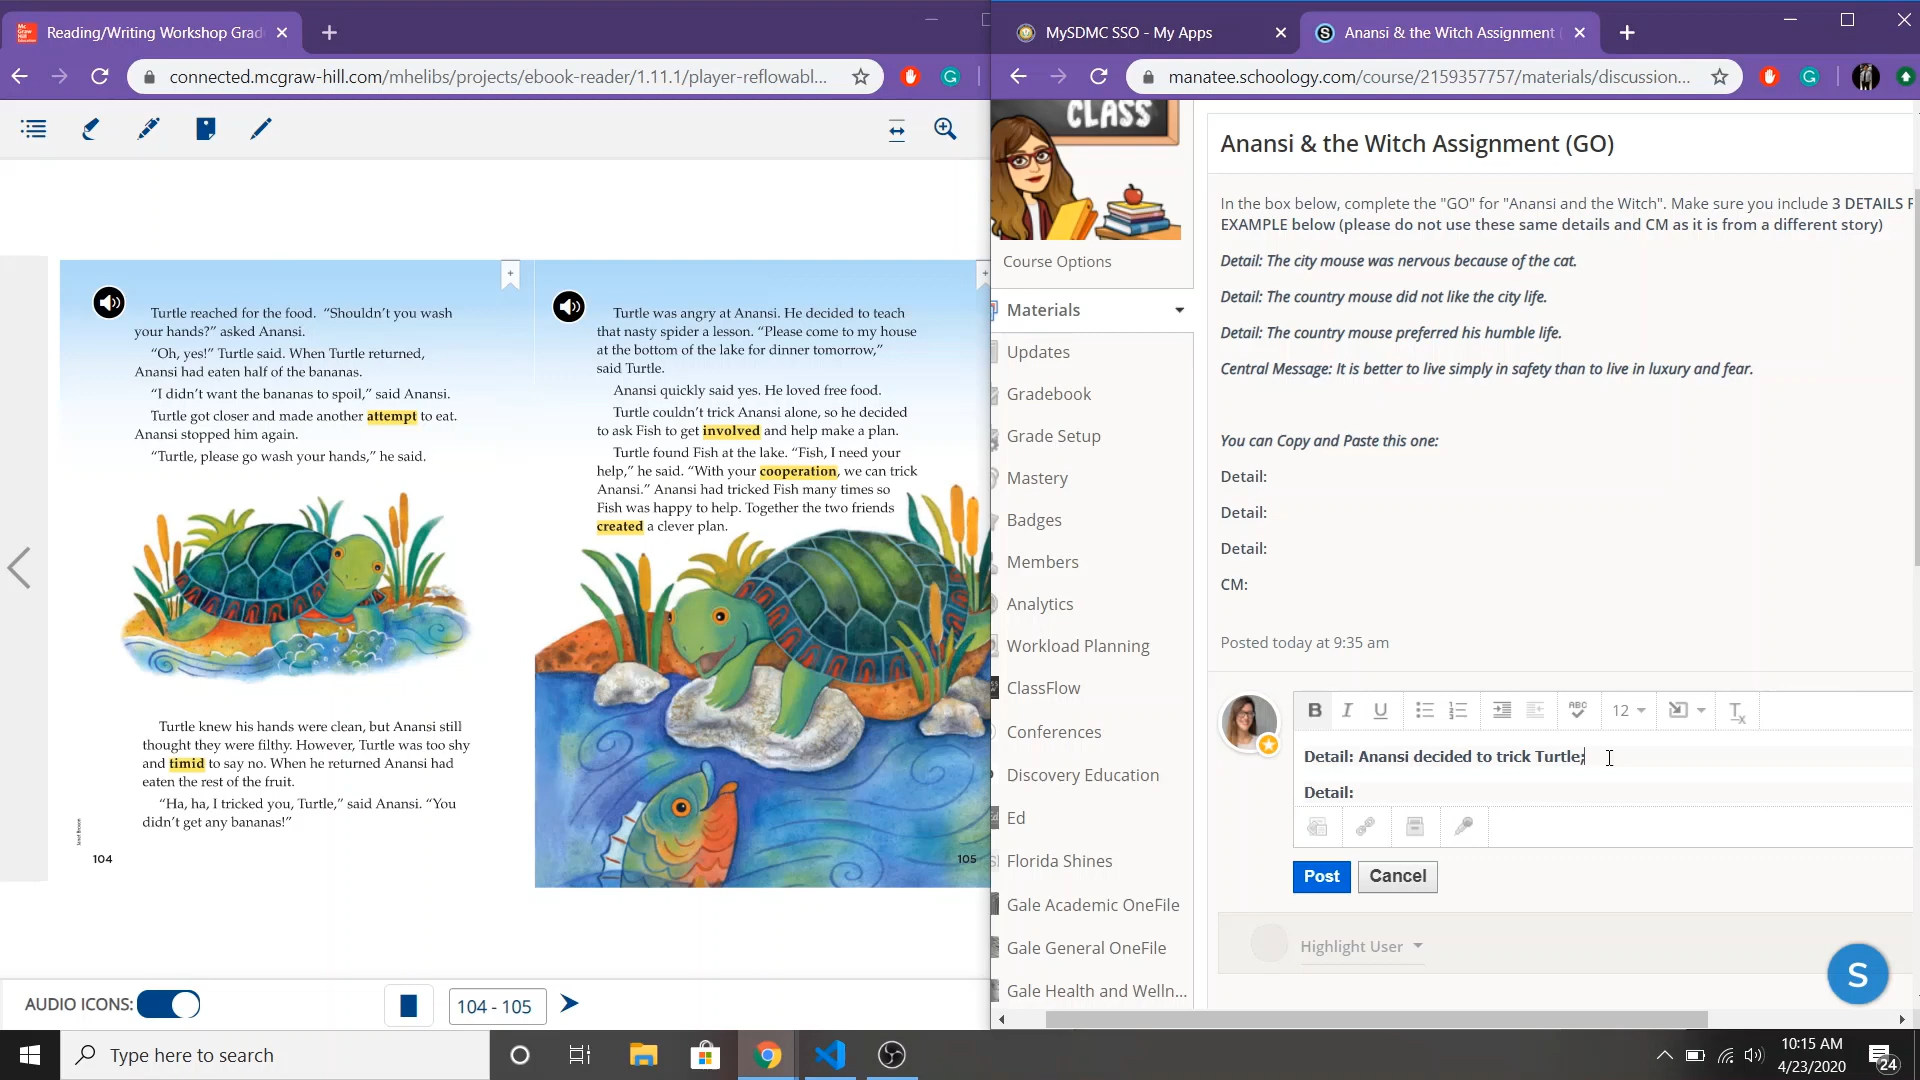 Reading/Writing Workshop Grad
connected.mcgraw-hill.com/mhelibs/projects/ebook-reader/1.11.1/player-reflowabl...
Turtle reached for the food. “Shouldn’t you wash
your hands?” asked Anansi.
“Oh, yes!” Turtle said. When Turtle returned,
Anansi had eaten half of the bananas.
“I didn’t want the bananas to spoil,” said Anansi.
Turtle got closer and made another attempt to eat.
Anansi stopped him again.
“Turtle, please go wash your hands,” he said.
Turtle knew his hands were clean, but Anansi still
thought they were filthy. However, Turtle was too shy
and timid to say no. When he returned Anansi had
eaten the rest of the fruit.
“Ha, ha, I tricked you, Turtle,” said Anansi. “You
didn’t get any bananas!”
104
Turtle was angry at Anansi. He decided to teach
that nasty spider a lesson. “Please come to my house
at the bottom of the lake for dinner tomorrow,”
said Turtle.
Anansi quickly said yes. He loved free food.
Turtle couldn’t trick Anansi alone, so he decided
to ask Fish to get involved and help make a plan.
Turtle found Fish at the lake. “Fish, I need your
help,” he said. “With your cooperation, we can trick
Anansi.” Anansi had tricked Fish many times so
Fish was happy to help. Together the two friends
created a clever plan.
105
AUDIO ICONS:
104 - 105
MySDMC SSO - My Apps
Anansi & the Witch Assignment (
manatee.schoology.com/course/2159357757/materials/discussion...
CLASS
Course Options
Materials
Updates
Gradebook
Grade Setup
Mastery
Badges
Members
Analytics
Workload Planning
ClassFlow
Conferences
Discovery Education
Ed
Florida Shines
Gale Academic OneFile
Gale General OneFile
Gale Health and Welln...
Anansi & the Witch Assignment (GO)
In the box below, complete the "GO" for "Anansi and the Witch". Make sure you include 3 DETAILS F
EXAMPLE below (please do not use these same details and CM as it is from a different story)
Detail: The city mouse was nervous because of the cat.
Detail: The country mouse did not like the city life.
Detail: The country mouse preferred his humble life.
Central Message: It is better to live simply in safety than to live in luxury and fear.
You can Copy and Paste this one:
Detail:
Detail:
Detail:
CM:
Posted today at 9:35 am
B I U ABC 12 Tx
Detail: Anansi decided to trick Turtle;
Detail:
Post Cancel
Highlight User
S
Type here to search
10:15 AM
4/23/2020
24